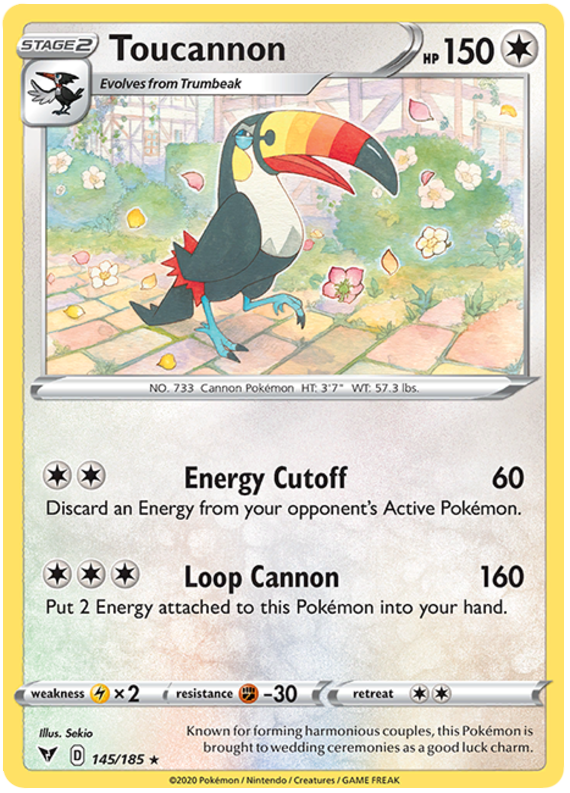 STAGE 2
Toucannon
HP 150
Evolves from Trumbeak
NO. 733 Cannon Pokémon HT: 3'7" WT: 57.3 lbs.
Energy Cutoff 60
Discard an Energy from your opponent's Active Pokémon.
Loop Cannon 160
Put 2 Energy attached to this Pokémon into your hand.
weakness ×2 resistance -30 retreat
Illus. Sekio
Known for forming harmonious couples, this Pokémon is
brought to wedding ceremonies as a good luck charm.
D 145/185 ★
©2020 Pokémon / Nintendo / Creatures / GAME FREAK